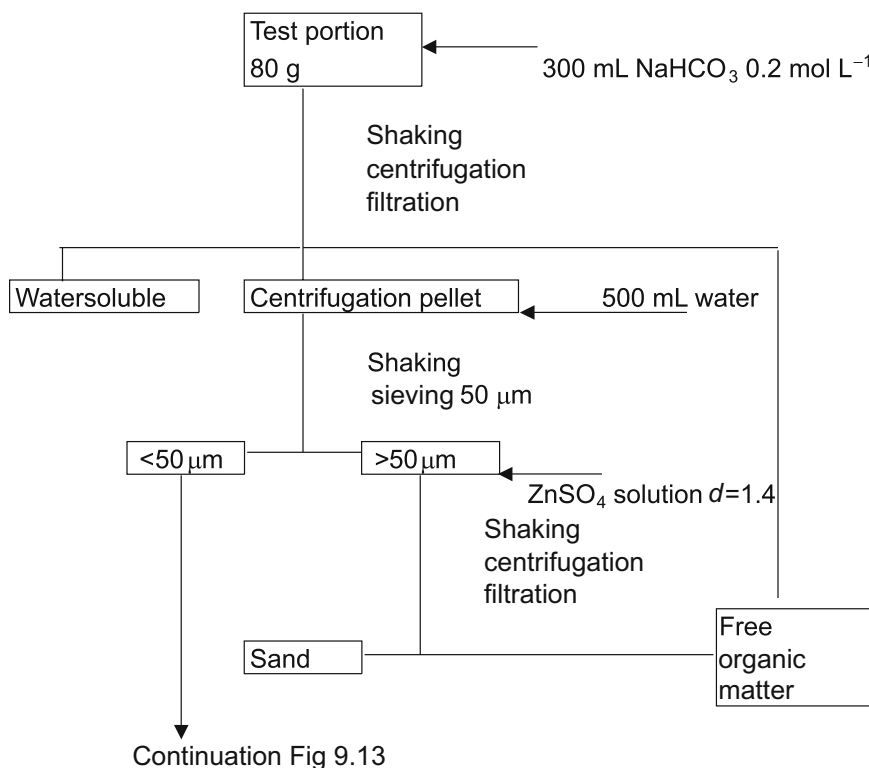 Test portion
80 g
300 mL NaHCO₃ 0.2 mol L⁻¹
Shaking
centrifugation
filtration
Watersoluble
Centrifugation pellet
500 mL water
Shaking
sieving 50 μm
<50 μm
>50 μm
ZnSO₄ solution d=1.4
Shaking
centrifugation
filtration
Sand
Free
organic
matter
Continuation Fig 9.13